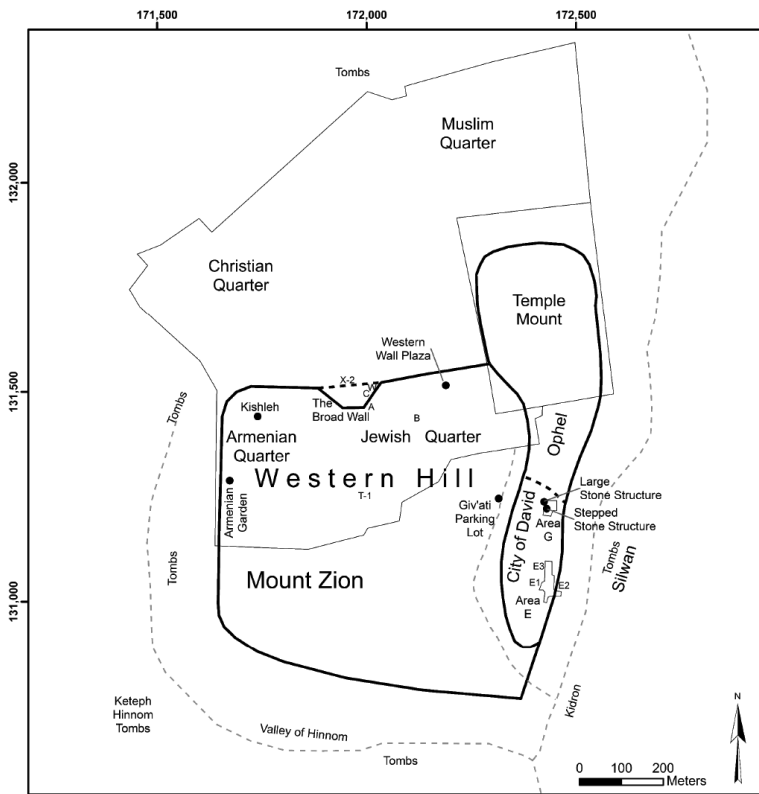 171,500
172,000
172,500
132,000
131,500
131,000
Tombs
Muslim
Quarter
Christian
Quarter
Temple
Mount
Western
Wall Plaza
X-2
W
C
A
The
Broad Wall
B
Kishleh
Armenian
Quarter
Jewish Quarter
Ophel
Tombs
Western Hill
T-1
Armenian
Garden
Giv'ati
Parking
Lot
City of David
Large
Stone Structure
Stepped
Stone Structure
Area
G
Tombs
Silwan
Tombs
Mount Zion
E3
E1
E2
Area
E
Keteph
Hinnom
Tombs
Valley of Hinnom
Tombs
Kidron
N
0 100 200
Meters